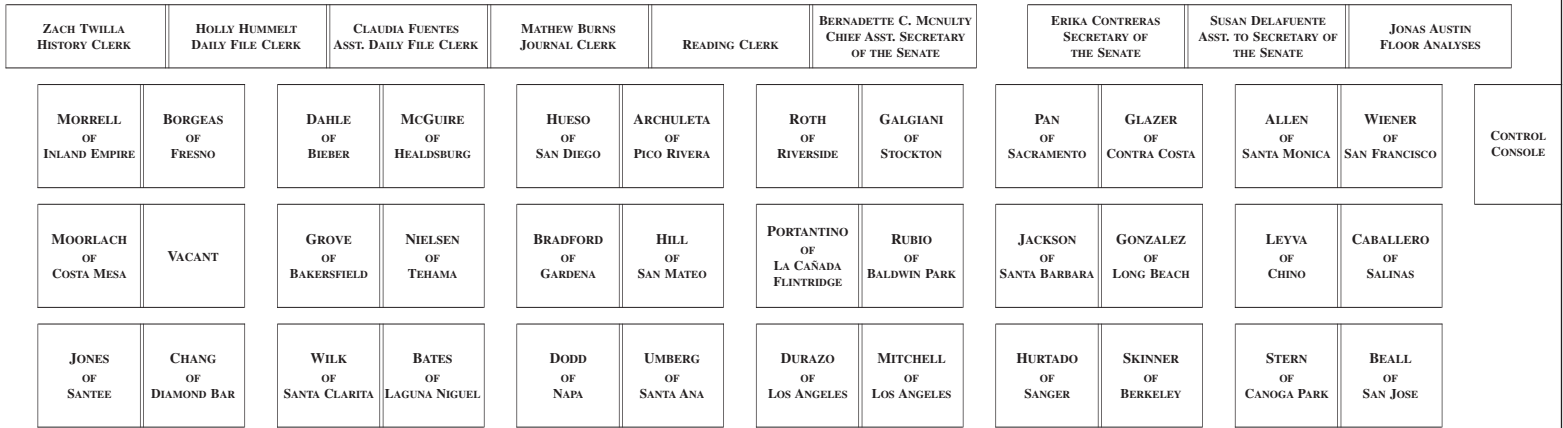 ZACH TWILLA
HISTORY CLERK
HOLLY HUMMELT
DAILY FILE CLERK
CLAUDIA FUENTES
ASST. DAILY FILE CLERK
MATHEW BURNS
JOURNAL CLERK
READING CLERK
BERNADETTE C. MCNULTY
CHIEF ASST. SECRETARY
OF THE SENATE
ERIKA CONTRERAS
SECRETARY OF
THE SENATE
SUSAN DELAFUENTE
ASST. TO SECRETARY OF
THE SENATE
JONAS AUSTIN
FLOOR ANALYSES
MORRELL
OF
INLAND EMPIRE
BORGEAS
OF
FRESNO
DAHLE
OF
BIEBER
MCGUIRE
OF
HEALDSBURG
HUESO
OF
SAN DIEGO
ARCHULETA
OF
PICO RIVERA
ROTH
OF
RIVERSIDE
GALGIANI
OF
STOCKTON
PAN
OF
SACRAMENTO
GLAZER
OF
CONTRA COSTA
ALLEN
OF
SANTA MONICA
WIENER
OF
SAN FRANCISCO
CONTROL
CONSOLE
MOORLACH
OF
COSTA MESA
VACANT
GROVE
OF
BAKERSFIELD
NIELSEN
OF
TEHAMA
BRADFORD
OF
GARDENA
HILL
OF
SAN MATEO
PORTANTINO
OF
LA CAÑADA
FLINTRIDGE
RUBIO
OF
BALDWIN PARK
JACKSON
OF
SANTA BARBARA
GONZALEZ
OF
LONG BEACH
LEYVA
OF
CHINO
CABALLERO
OF
SALINAS
JONES
OF
SANTEE
CHANG
OF
DIAMOND BAR
WILK
OF
SANTA CLARITA
BATES
OF
LAGUNA NIGUEL
DODD
OF
NAPA
UMBERG
OF
SANTA ANA
DURAZO
OF
LOS ANGELES
MITCHELL
OF
LOS ANGELES
HURTADO
OF
SANGER
SKINNER
OF
BERKELEY
STERN
OF
CANOGA PARK
BEALL
OF
SAN JOSE